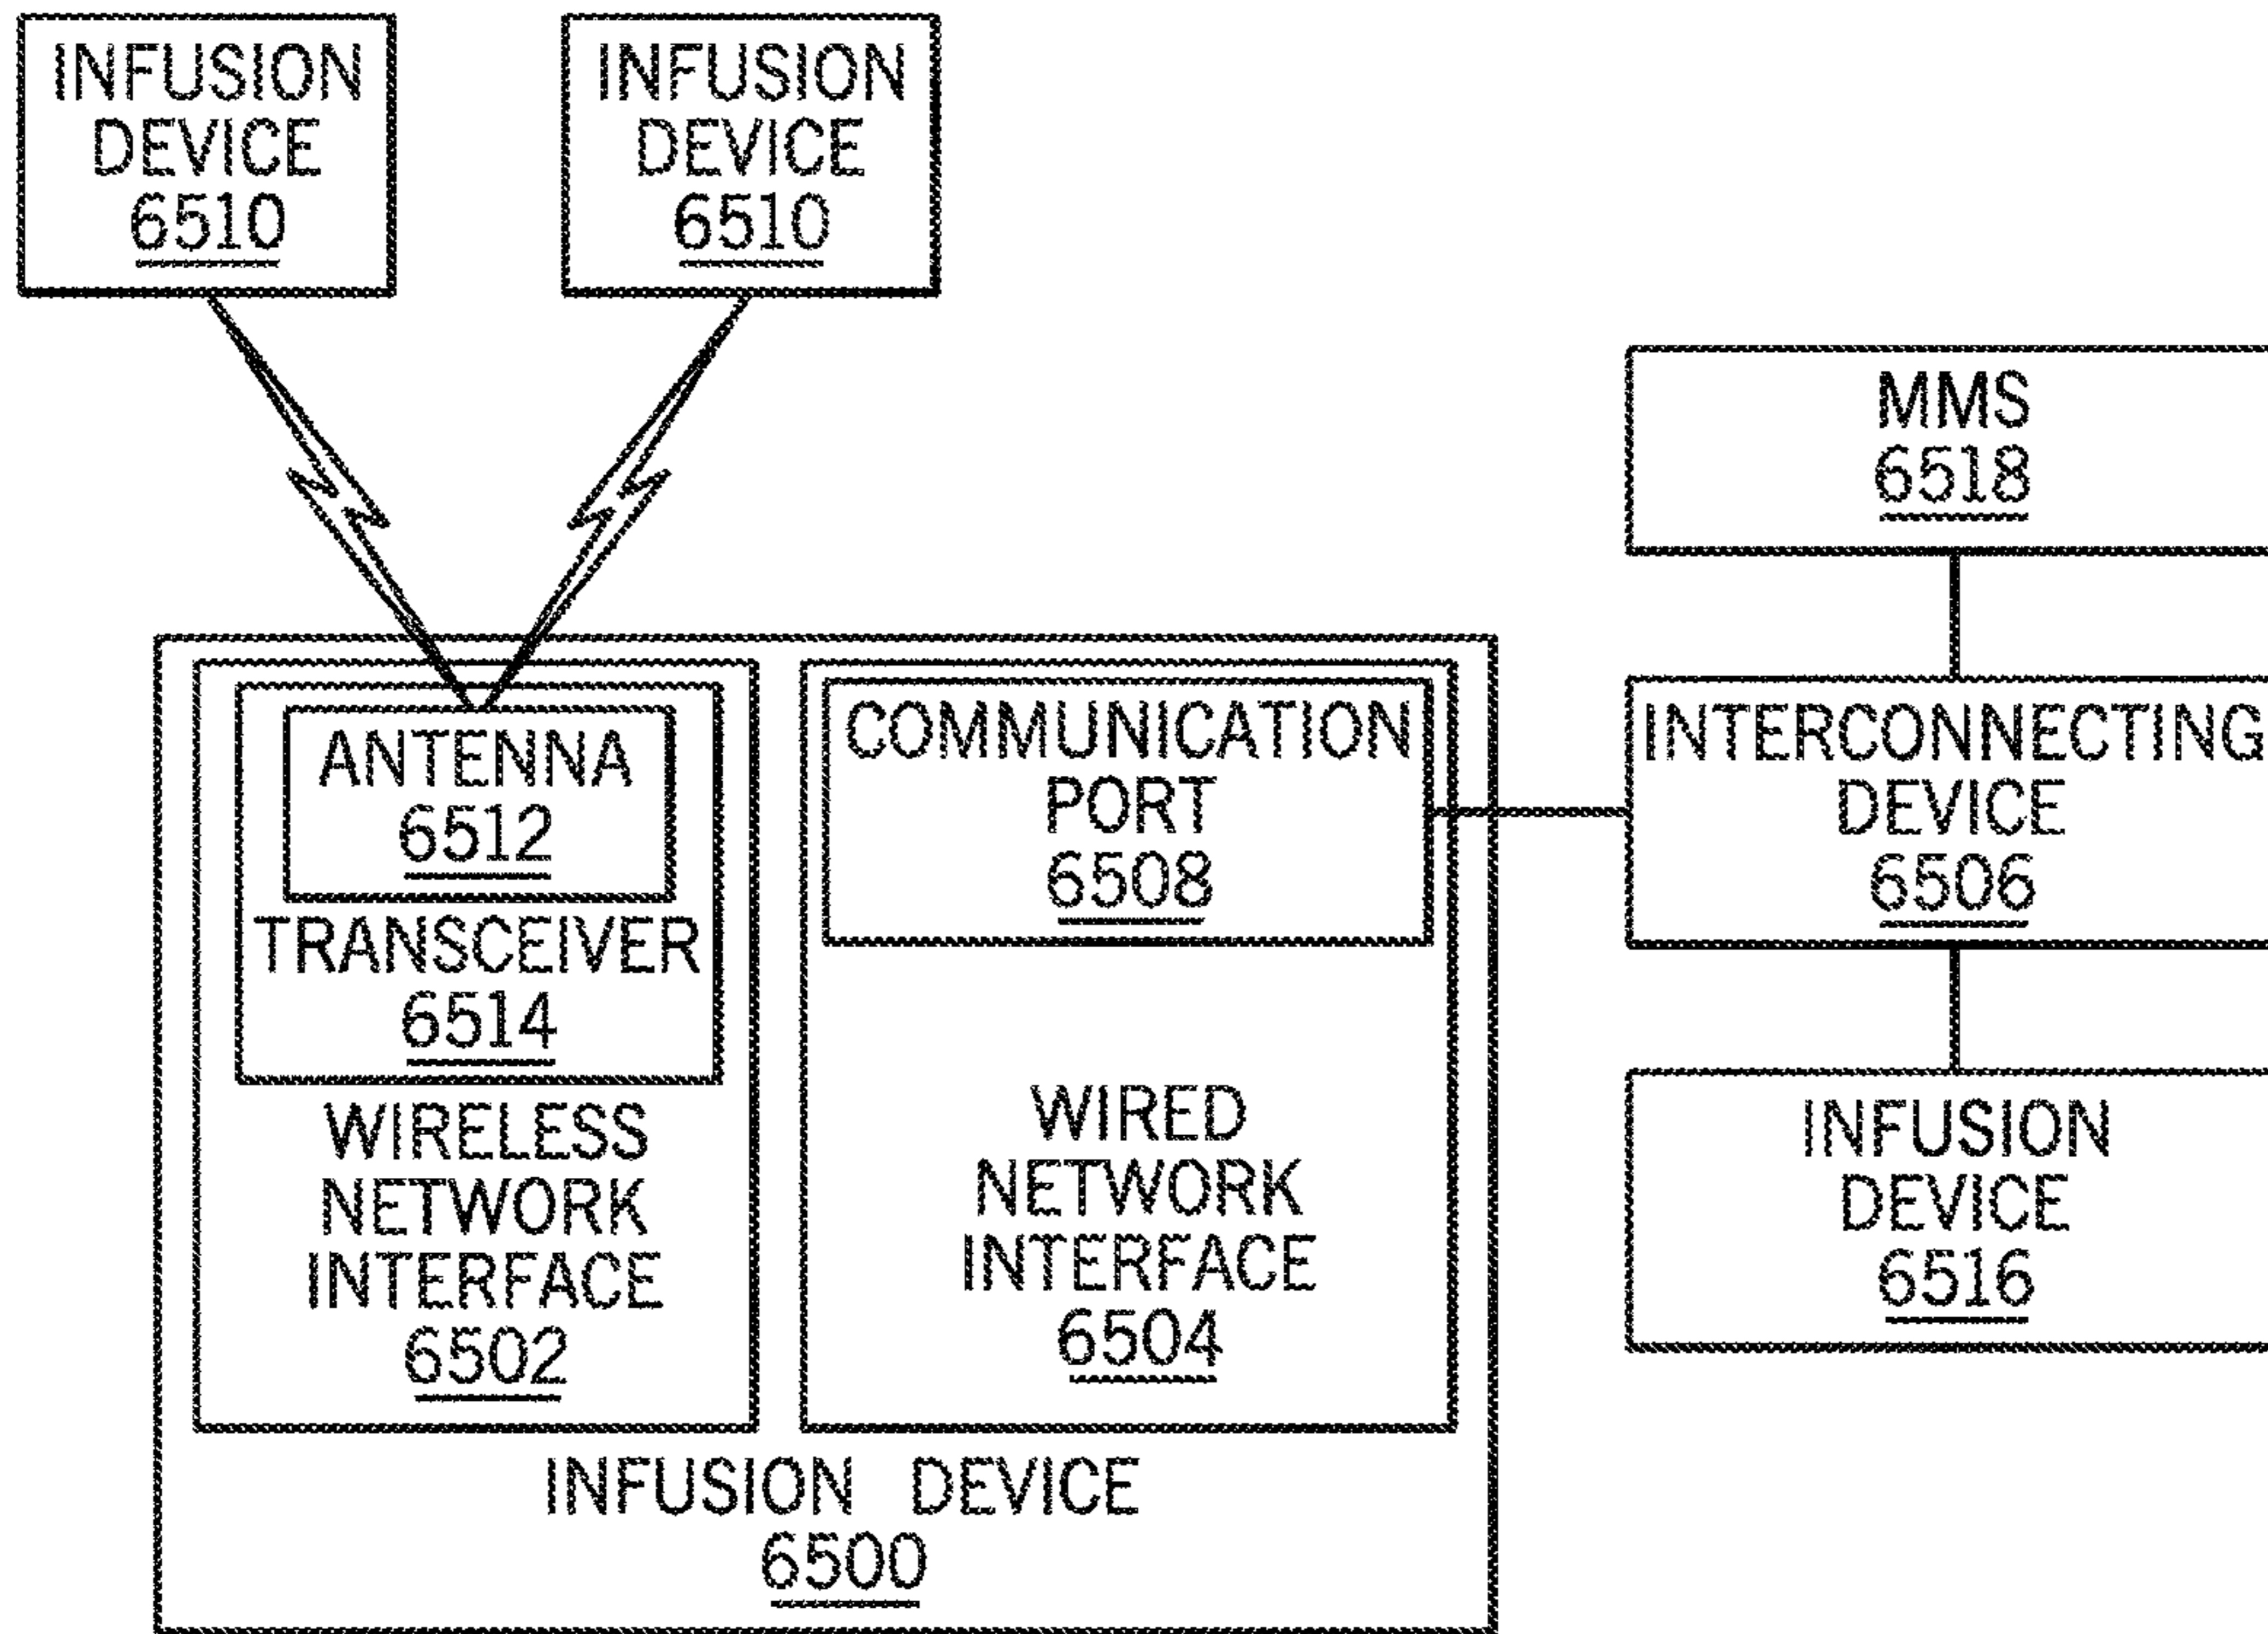 INFUSION
DEVICE
6510
INFUSION
DEVICE
6510
MMS
6518
ANTENNA
6512
TRANSCEIVER
6514
WIRELESS
NETWORK
INTERFACE
6502
COMMUNICATION
PORT
6508
WIRED
NETWORK
INTERFACE
6504
INFUSION DEVICE
6500
INTERCONNECTING
DEVICE
6506
INFUSION
DEVICE
6516